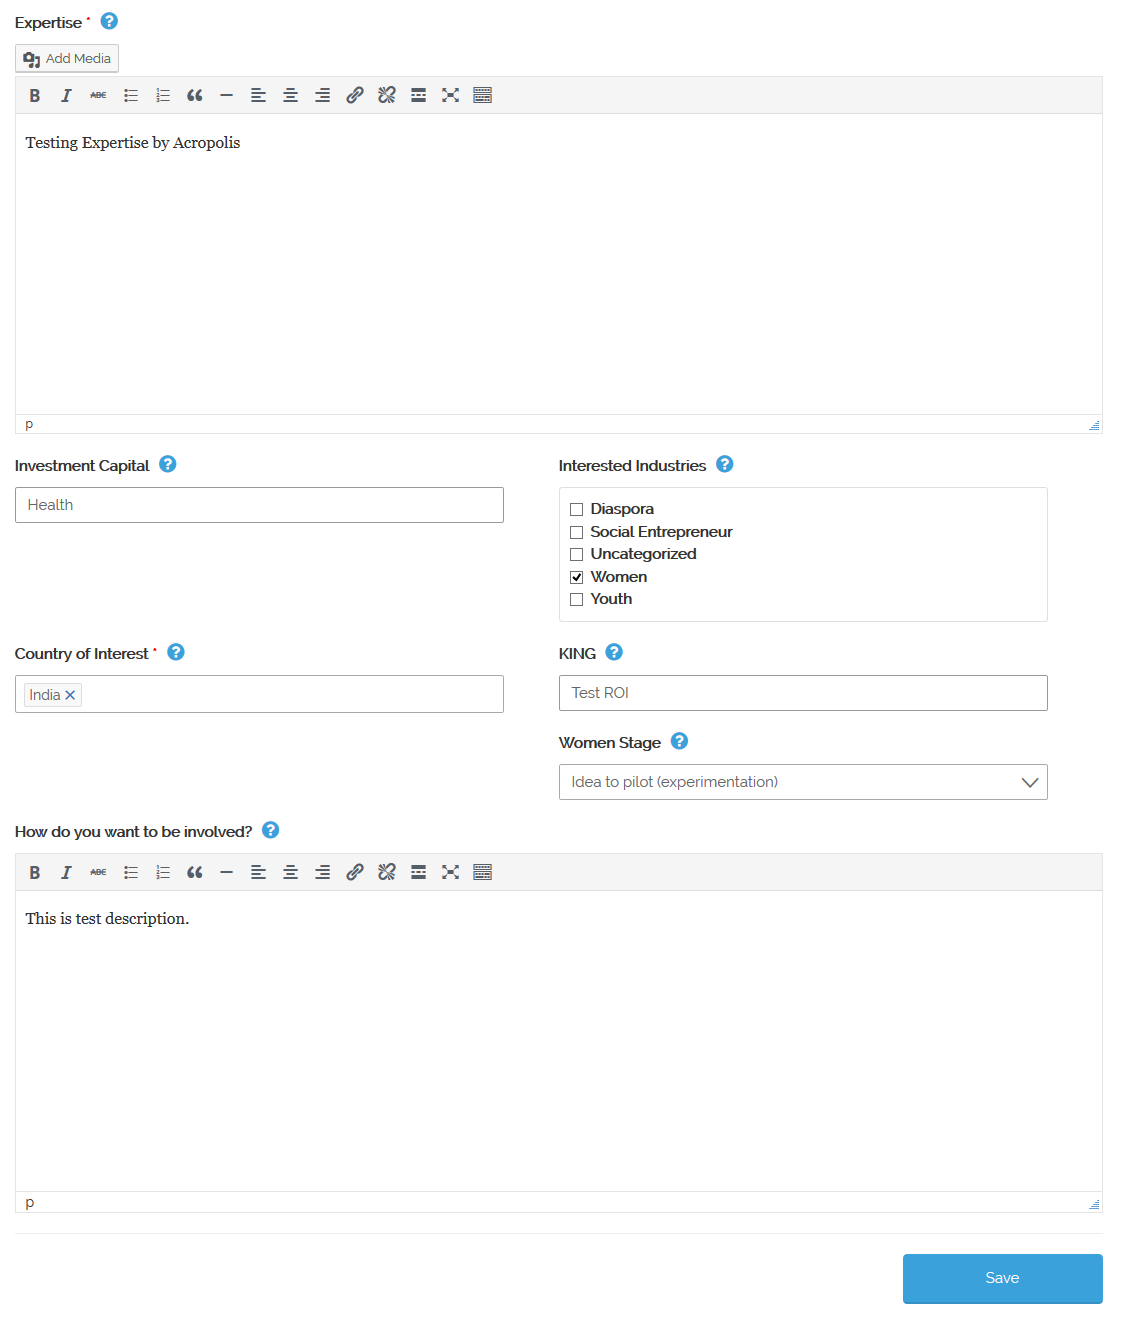 Expertise *
Add Media
B I ABC
Testing Expertise by Acropolis
p
Investment Capital
Health
Interested Industries
Diaspora
Social Entrepreneur
Uncategorized
Women
Youth
Country of Interest *
India ×
KING
Test ROI
Women Stage
Idea to pilot (experimentation)
How do you want to be involved?
B I ABC
This is test description.
p
Save